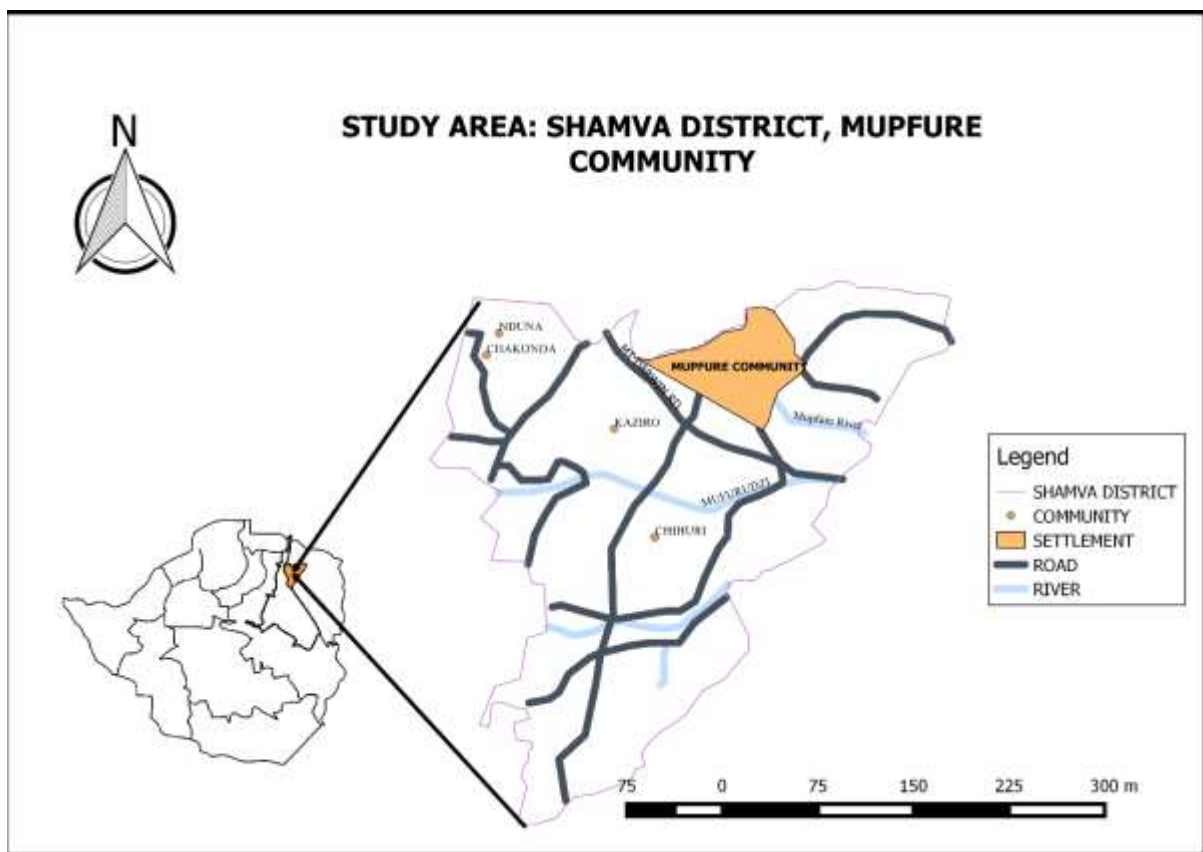 N
STUDY AREA: SHAMVA DISTRICT, MUPFURE
COMMUNITY
NDUNA
CHAKONDA
MUPFURE COMMUNITY
RD
KAZIRO
Mupfure River
MUFURUDZI
CHIHURI
Legend
SHAMVA DISTRICT
COMMUNITY
SETTLEMENT
ROAD
RIVER
75 0 75 150 225 300 m